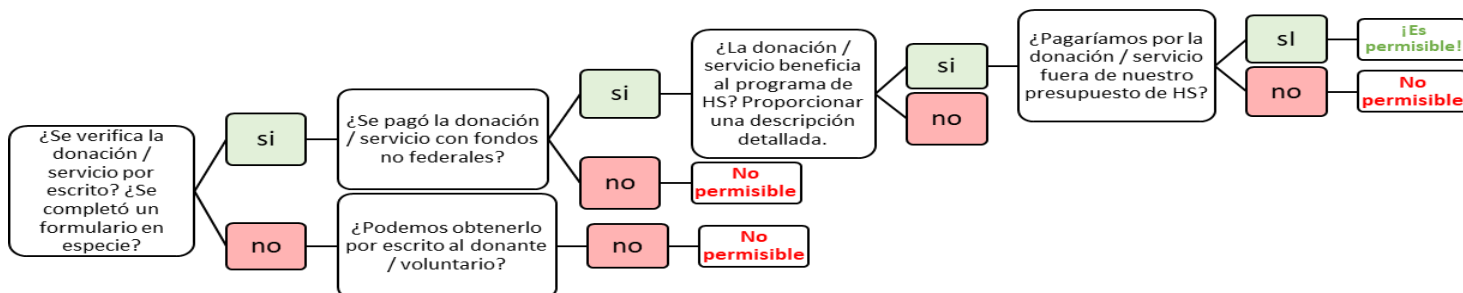 ¿Se verifica la
donación /
servicio por
escrito? ¿Se
completó un
formulario en
especie?
si
no
¿Se pagó la donación
/ servicio con fondos
no federales?
¿Podemos obtenerlo
por escrito al donante
/ voluntario?
si
no
No
permisible
no
No
permisible
¿La donación /
servicio beneficia
al programa de
HS? Proporcionar
una descripción
detallada.
si
no
¿Pagaríamos por la
donación / servicio
fuera de nuestro
presupuesto de HS?
sI
¡Es
permisible!
no
No
permisible